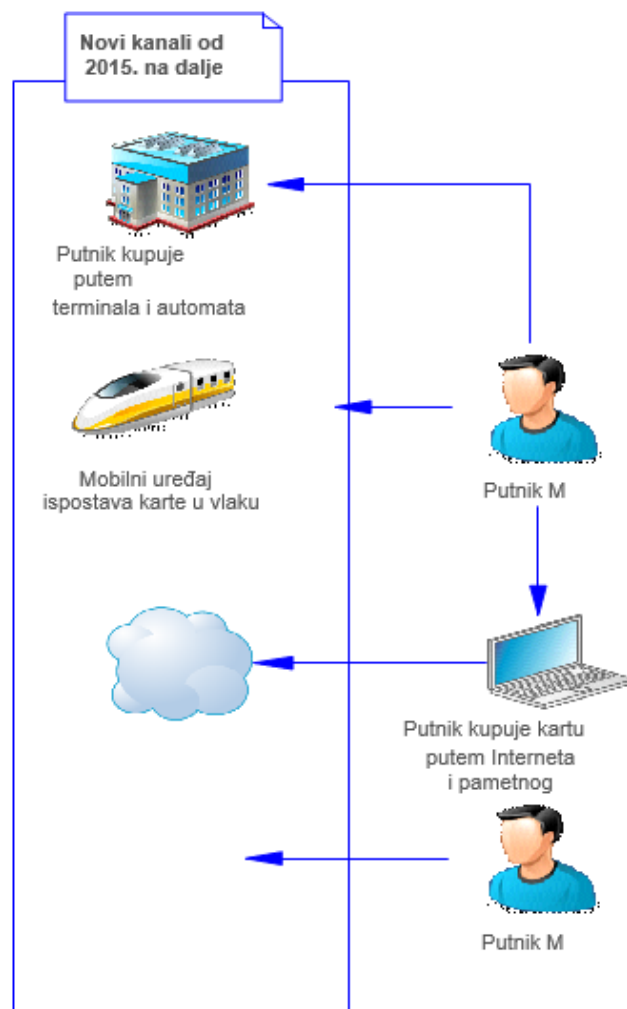 Novi kanali od
2015. na dalje
Putnik kupuje
putem
terminala i automata
Mobilni uređaj
ispostava karte u vlaku
Putnik M
Putnik kupuje kartu
putem Interneta
i pametnog
Putnik M